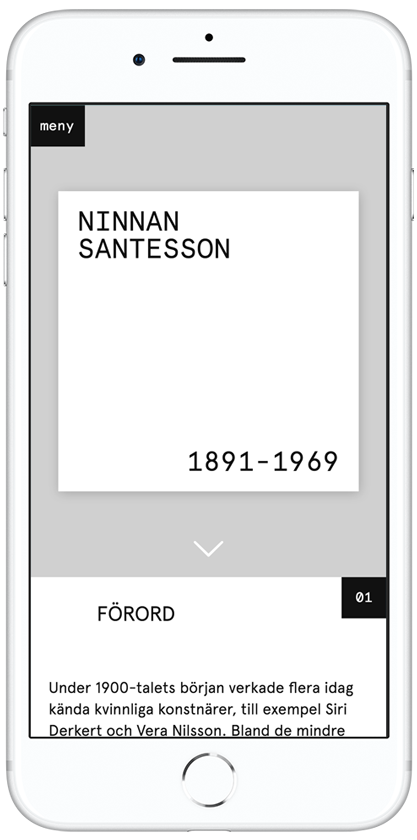 meny
NINNAN
SANTESSON
1891-1969
01
FÖRORD
Under 1900-talets början verkade flera idag
kända kvinnliga konstnärer, till exempel Siri
Derkert och Vera Nilsson. Bland de mindre